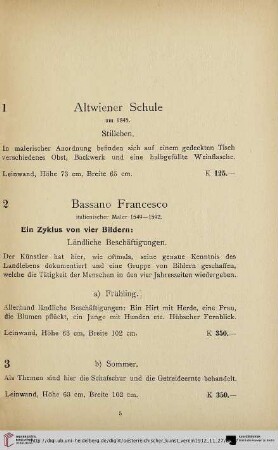 1
Altwiener Schule
um 1845.
Stilleben.
In malerischer Anordnung befinden sich auf einem gedeckten Tisch
verschiedenes Obst, Backwerk und eine halbgefüllte Weinflasche.
Leinwand, Höhe 73 cm, Breite 65 cm. K 125.—
2
Bassano Francesco
italienischer Maler 1549—1592.
Ein Zyklus von vier Bildern:
Ländliche Beschäftigungen.
Der Künstler hat hier, wie oftmals, seine genaue Kenntnis des
Landlebens dokumentiert und eine Gruppe von Bildern geschaffen,
welche die Tätigkeit der Menschen in den vier Jahreszeiten wiedergeben.
a) Frühling.
Allerhand ländliche Beschäftigungen: Ein Hirt mit Herde, eine Frau,
die Blumen pflückt, ein Junge mit Hunden etc. Hübscher Fernblick.
Leinwand, Höhe 63 cm, Breite 102 cm. K 350.—
3
b) Sommer.
Als Themen sind hier die Schafschur und die Getreideernte behandelt.
Leinwand, Höhe 63 cm, Breite 102 cm. K 350.—
5